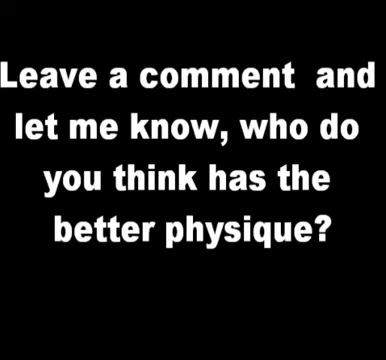 Leave a comment  and
let me know, who do
you think has the
better physique?